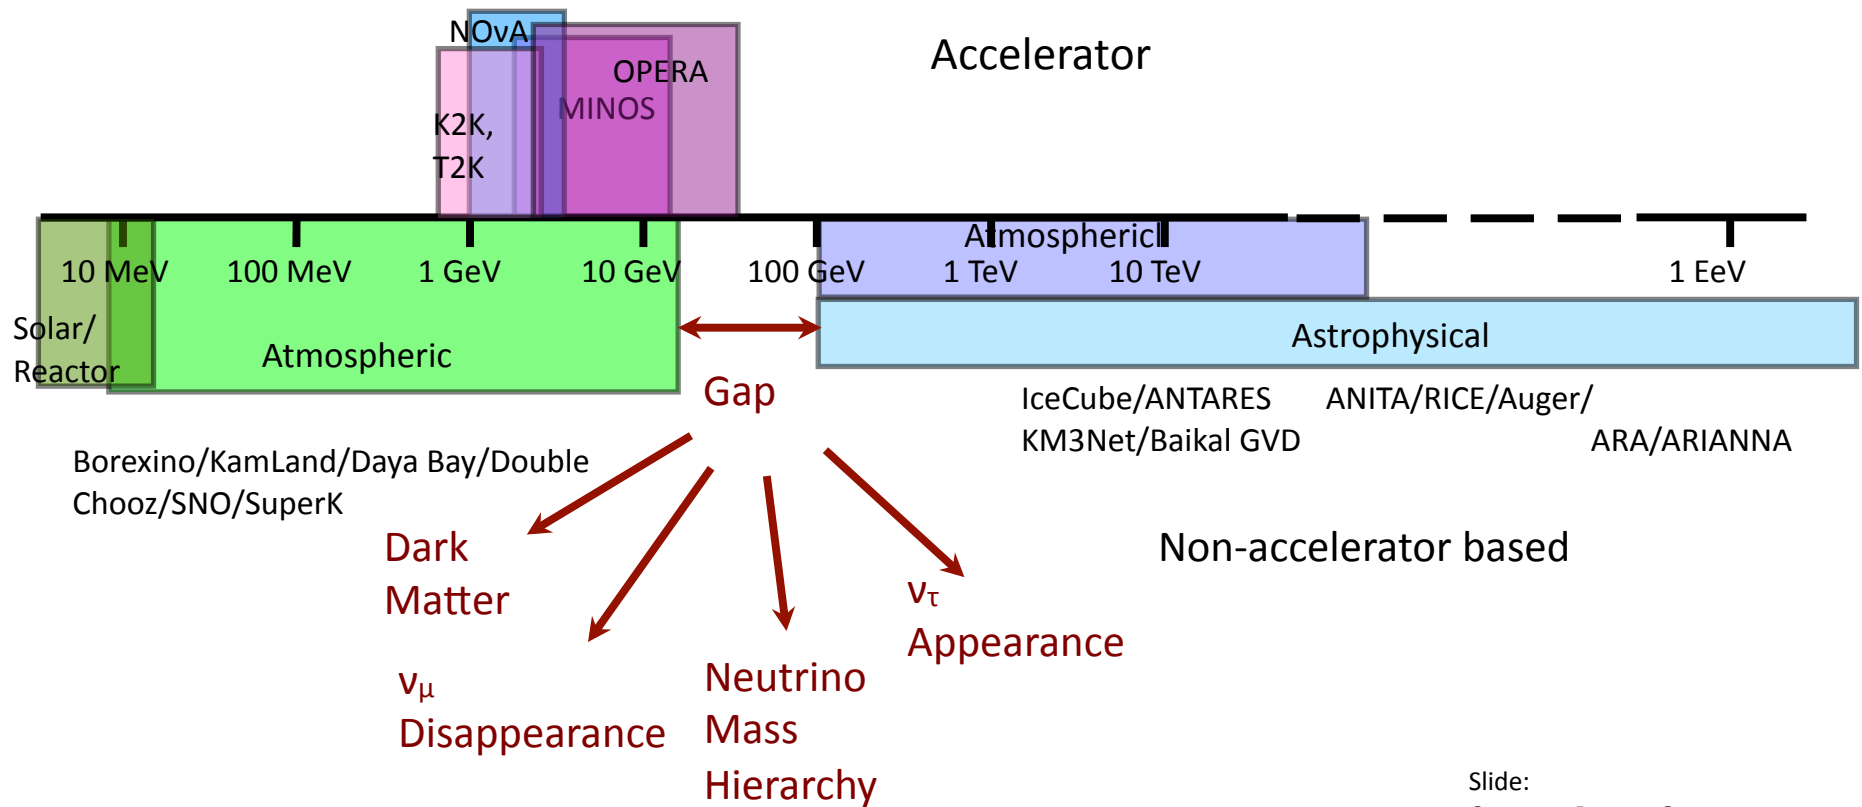 NOνA
Accelerator
OPERA
MINOS
K2K,
T2K
Atmospheric
10 MeV
100 MeV
1 GeV
10 GeV
100 GeV
1 TeV
10 TeV
1 EeV
Solar/
Reactor
Atmospheric
Astrophysical
Gap
IceCube/ANTARES
KM3Net/Baikal GVD
ANITA/RICE/Auger/
ARA/ARIANNA
Borexino/KamLand/Daya Bay/Double
Chooz/SNO/SuperK
Dark
Matter
Non-accelerator based
ντ
Appearance
νμ
Disappearance
Neutrino
Mass
Hierarchy
Slide: